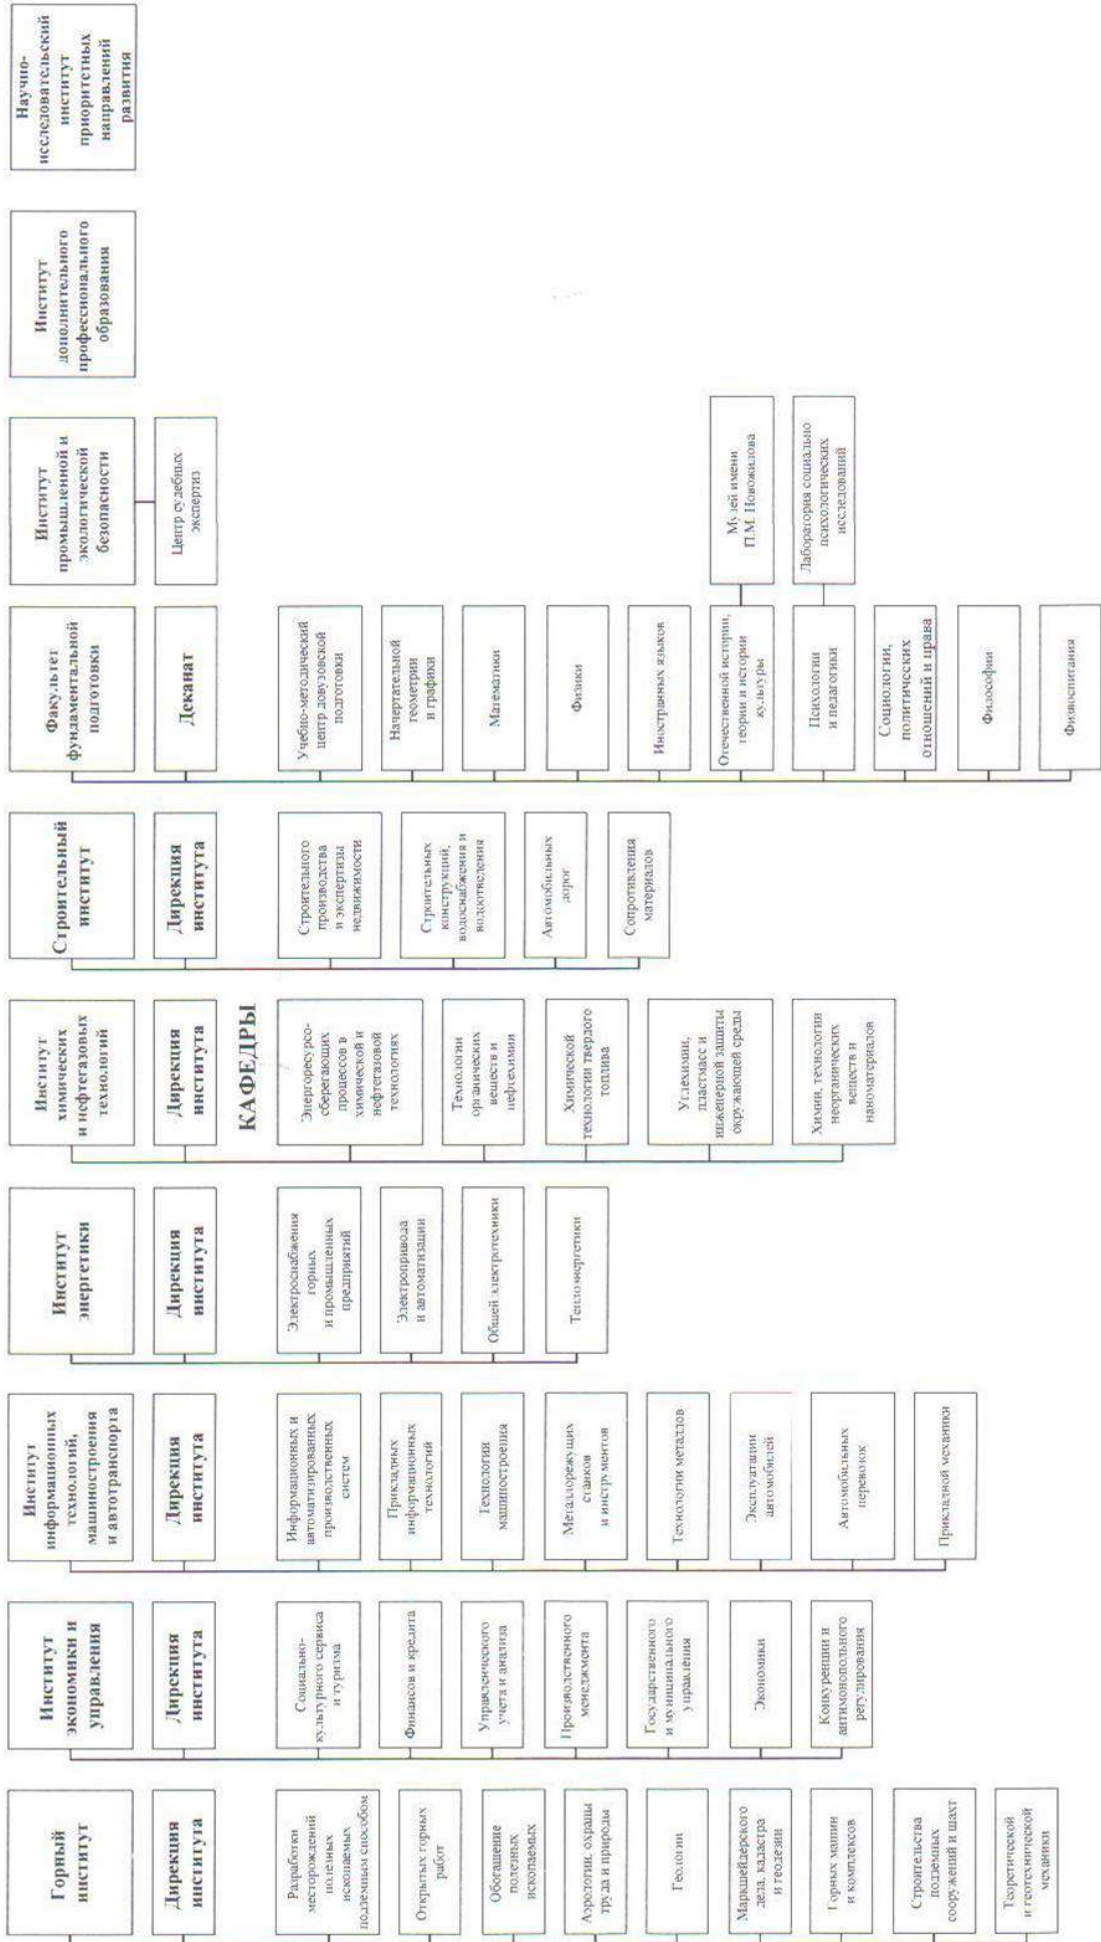 Горный
институт
Дирекция
института
Разработки
месторождений
полезных
ископаемых
подземным способом
Открытых горных
работ
Обогащение
полезных
ископаемых
Аэрологии, охраны
труда и природы
Геологии
Маркшейдерского
дела, кадастра
и геодезии
Горных машин
и комплексов
Строительства
подземных
сооружений и шахт
Теоретической
и геотехнической
механики
Институт
экономики и
управления
Дирекция
института
Социально-
культурного сервиса
и туризма
Финансов и кредита
Управленческого
учета и анализа
Производственного
менеджмента
Государственного
и муниципального
управления
Экономики
Конкуренции и
антимонопольного
регулирования
Институт
информационных
технологий,
машиностроения
и автотранспорта
Дирекция
института
Информационных и
автоматизированных
производственных
систем
Прикладных
информационных
технологий
Технологии
машиностроения
Металлорежущих
станков
и инструментов
Технологии металлов
Эксплуатации
автомобилей
Автомобильных
перевозок
Прикладной механики
Институт
энергетики
Дирекция
института
Электроснабжения
горных
и промышленных
предприятий
Электропривода
и автоматизации
Общей электротехники
Теплоэнергетики
Институт
химических
и нефтегазовых
технологий
Дирекция
института
КАФЕДРЫ
Энергоресурсо-
сберегающих
процессов в
химической и
нефтегазовой
технологиях
Технологии
органических
веществ и
нефтехимии
Химической
технологии твердого
топлива
Углехимии,
пластмасс и
инженерной защиты
окружающей среды
Химии, технологии
неорганических
веществ и
наноматериалов
Строительный
институт
Дирекция
института
Строительного
производства
и экспертизы
недвижимости
Строительных
конструкций,
водоснабжения и
водоотведения
Автомобильных
дорог
Сопротивления
материалов
Факультет
фундаментальной
подготовки
Деканат
Учебно-методический
центр довузовской
подготовки
Начертательной
геометрии
и графики
Математики
Физики
Иностранных языков
Отечественной истории,
теории и истории
культуры
Психологии
и педагогики
Социологии,
политических
отношений и права
Философии
Физвоспитания
Институт
промышленной и
экологической
безопасности
Центр судебных
экспертиз
Музей имени
П.М. Новожилова
Лаборатория социально
психологических
исследований
Институт
дополнительного
профессионального
образования
Научно-
исследовательский
институт
приоритетных
направлений
развития